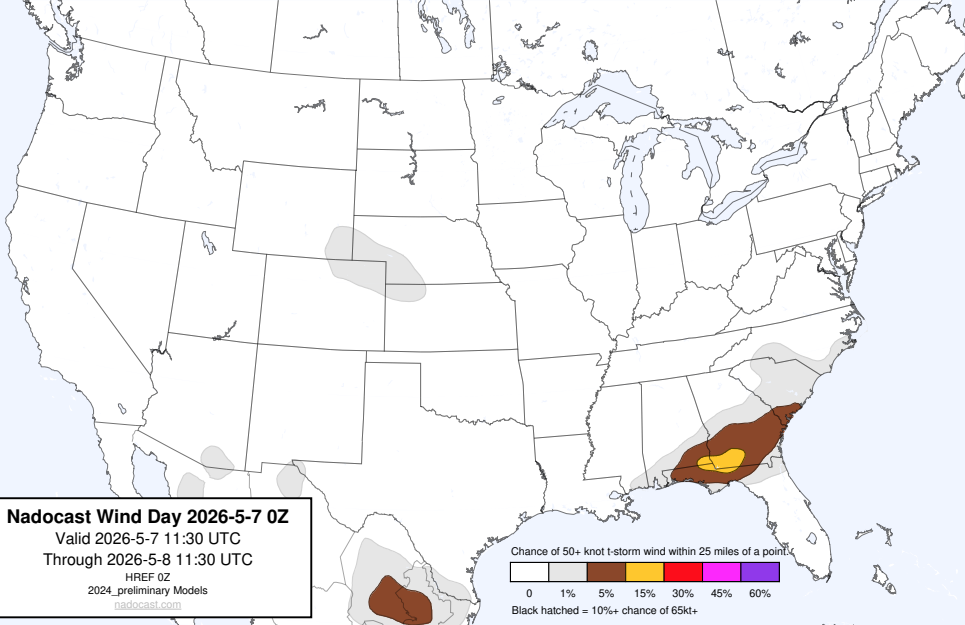 Nadocast Wind Day 2026-5-7 0Z
Valid 2026-5-7 11:30 UTC
Through 2026-5-8 11:30 UTC
HREF 0Z
2024_preliminary Models
nadocast.com
Chance of 50+ knot t-storm wind within 25 miles of a point.
0 1% 5% 15% 30% 45% 60%
Black hatched = 10%+ chance of 65kt+